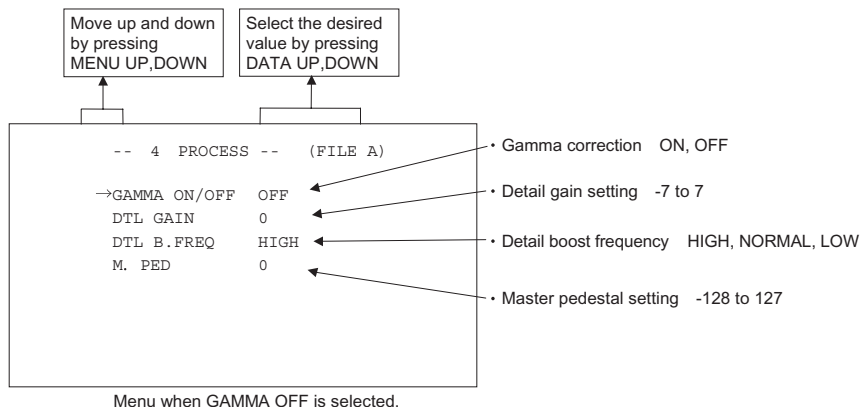 Move up and down
by pressing
MENU UP,DOWN
Select the desired
value by pressing
DATA UP,DOWN
-- 4 PROCESS -- (FILE A)
→GAMMA ON/OFF OFF
DTL GAIN 0
DTL B.FREQ HIGH
M. PED 0
• Gamma correction ON, OFF
• Detail gain setting -7 to 7
• Detail boost frequency HIGH, NORMAL, LOW
• Master pedestal setting -128 to 127
Menu when GAMMA OFF is selected.